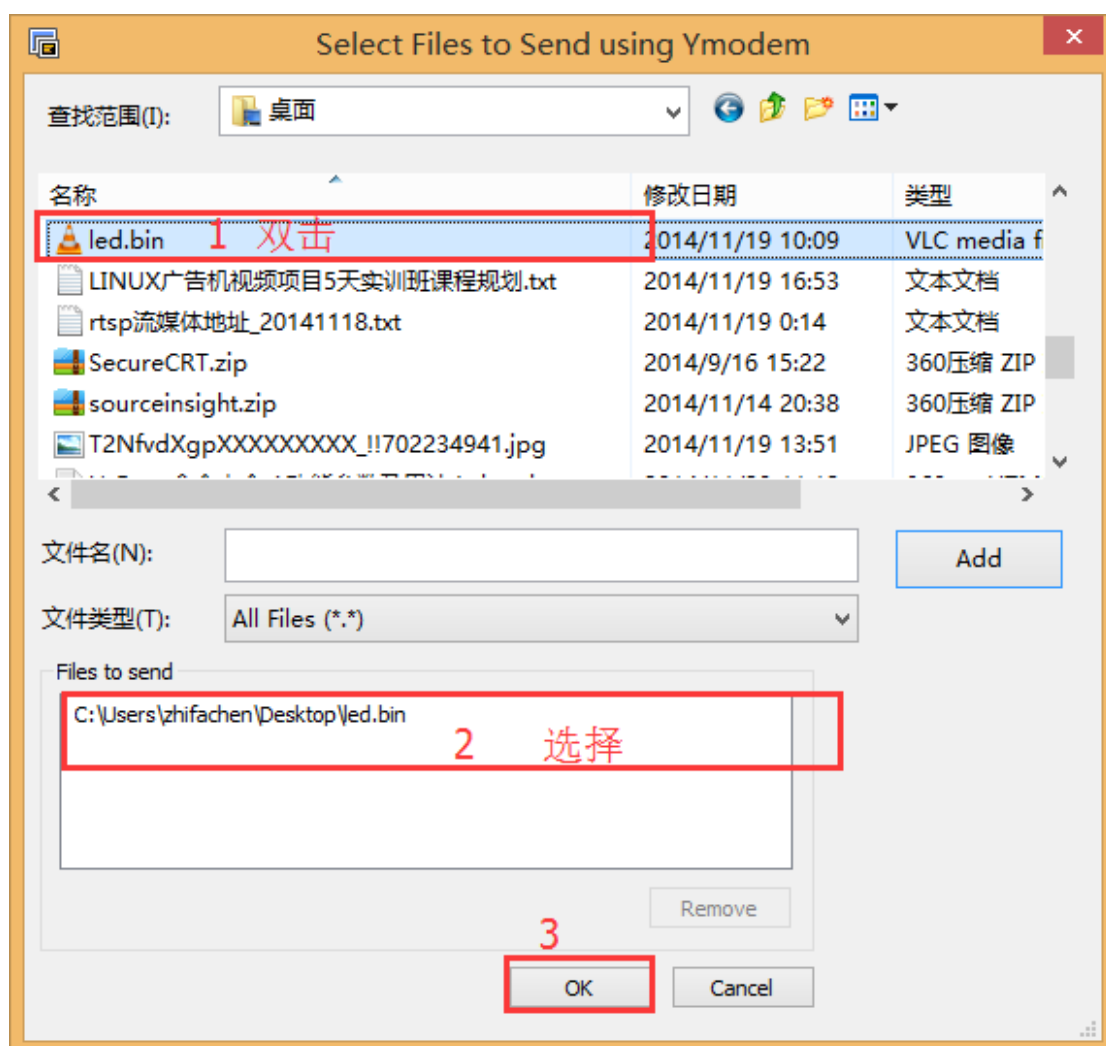 Select Files to Send using Ymodem
查找范围(I): 桌面
名称 修改日期 类型
led.bin 1 双击 2014/11/19 10:09 VLC media f
LINUX广告机视频项目5天实训班课程规划.txt 2014/11/19 16:53 文本文档
rtsp流媒体地址_20141118.txt 2014/11/19 0:14 文本文档
SecureCRT.zip 2014/9/16 15:22 360压缩 ZIP
sourceinsight.zip 2014/11/14 20:38 360压缩 ZIP
T2NfvdXgpXXXXXXXXX_!!702234941.jpg 2014/11/19 13:51 JPEG 图像
文件名(N): Add
文件类型(T): All Files (*.*)
Files to send
C:\Users\zhifachen\Desktop\led.bin
2 选择
Remove
3
OK Cancel